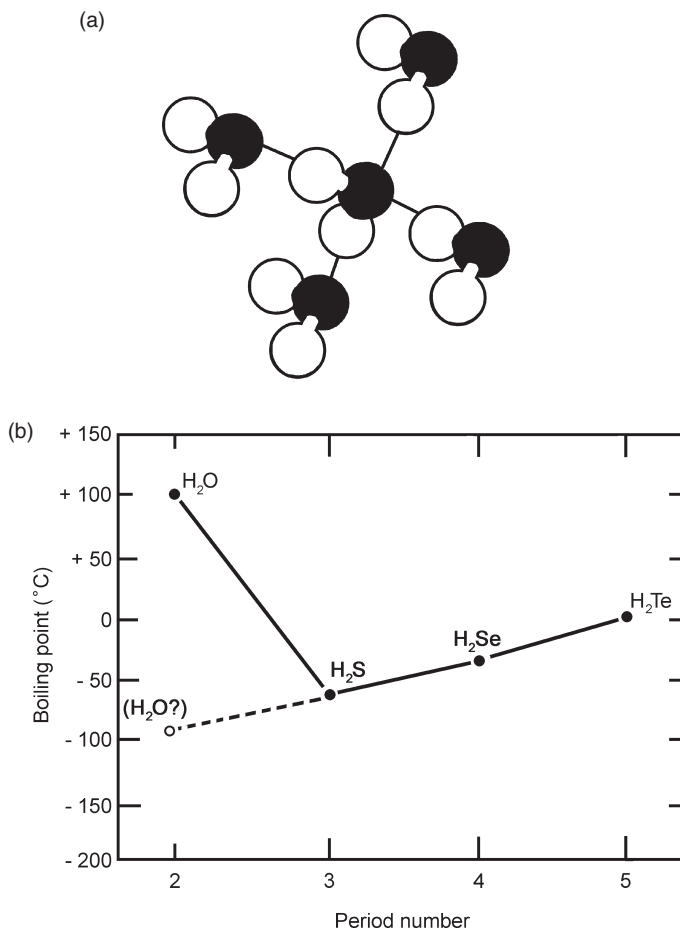 (a)
(b)
+ 150
+ 100
+ 50
0
- 50
- 100
- 150
- 200
Boiling point (°C)
H₂O
(H₂O?)
H₂S
H₂Se
H₂Te
2 3 4 5
Period number